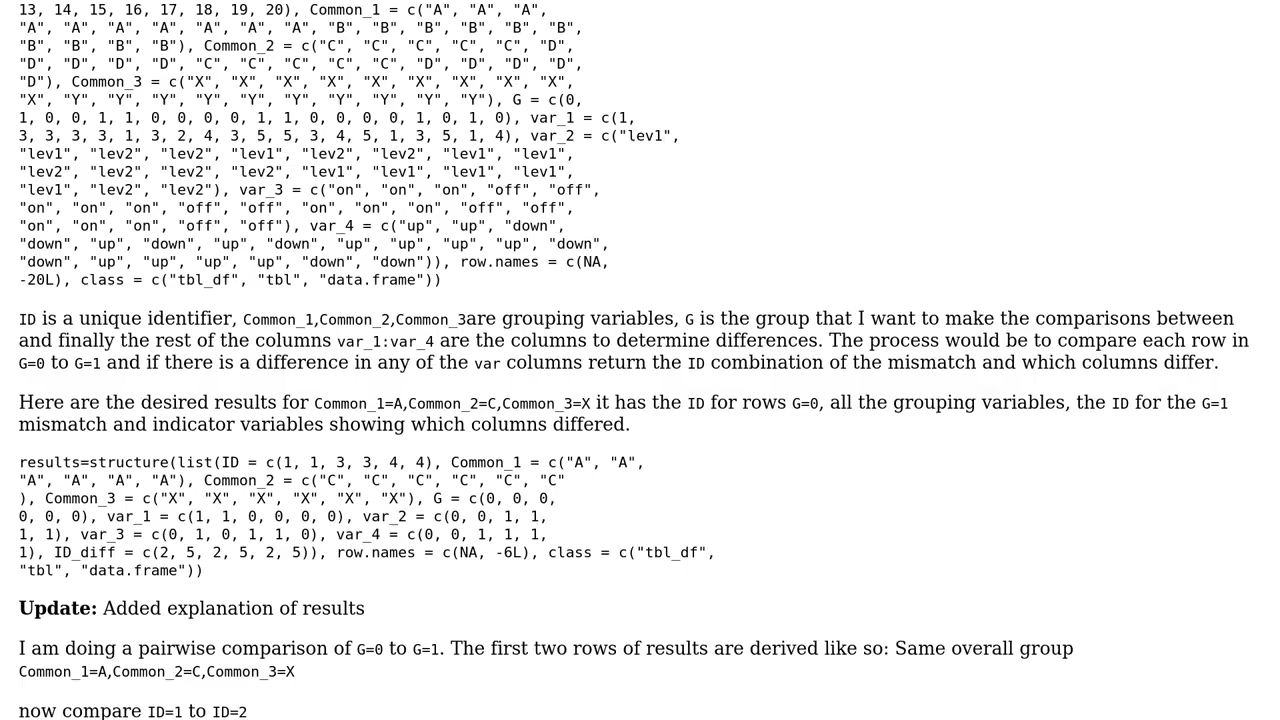 13, 14, 15, 16, 17, 18, 19, 20), Common_1 = c("A", "A", "A",
"A", "A", "A", "A", "A", "A", "A", "B", "B", "B", "B", "B", "B",
"B", "B", "B", "B"), Common_2 = c("C", "C", "C", "C", "C", "D",
"D", "D", "D", "D", "C", "C", "C", "C", "C", "D", "D", "D", "D",
"D"), Common_3 = c("X", "X", "X", "X", "X", "X", "X", "X", "X",
"X", "Y", "Y", "Y", "Y", "Y", "Y", "Y", "Y", "Y", "Y"), G = c(0,
1, 0, 0, 1, 1, 0, 0, 0, 0, 1, 1, 0, 0, 0, 0, 1, 0, 1, 0), var_1 = c(1,
3, 3, 3, 3, 1, 3, 2, 4, 3, 5, 5, 3, 4, 5, 1, 3, 5, 1, 4), var_2 = c("lev1",
"lev1", "lev2", "lev2", "lev1", "lev2", "lev2", "lev1", "lev1",
"lev2", "lev2", "lev2", "lev2", "lev1", "lev1", "lev1", "lev1",
"lev1", "lev2", "lev2"), var_3 = c("on", "on", "on", "off", "off",
"on", "on", "on", "off", "off", "on", "on", "on", "off", "off",
"on", "on", "on", "off", "off"), var_4 = c("up", "up", "down",
"down", "up", "down", "up", "down", "up", "up", "up", "up", "down",
"down", "up", "up", "up", "up", "down", "down")), row.names = c(NA,
-20L), class = c("tbl_df", "tbl", "data.frame"))
ID is a unique identifier, Common_1,Common_2,Common_3are grouping variables, G is the group that I want to make the comparisons between
and finally the rest of the columns var_1:var_4 are the columns to determine differences. The process would be to compare each row in
G=0 to G=1 and if there is a difference in any of the var columns return the ID combination of the mismatch and which columns differ.
Here are the desired results for Common_1=A,Common_2=C,Common_3=X it has the ID for rows G=0, all the grouping variables, the ID for the G=1
mismatch and indicator variables showing which columns differed.
results=structure(list(ID = c(1, 1, 3, 3, 4, 4), Common_1 = c("A", "A",
"A", "A", "A", "A"), Common_2 = c("C", "C", "C", "C", "C", "C"
), Common_3 = c("X", "X", "X", "X", "X", "X"), G = c(0, 0, 0,
0, 0, 0), var_1 = c(1, 1, 0, 0, 0, 0), var_2 = c(0, 0, 1, 1,
1, 1), var_3 = c(0, 1, 0, 1, 1, 0), var_4 = c(0, 0, 1, 1, 1,
1), ID_diff = c(2, 5, 2, 5, 2, 5)), row.names = c(NA, -6L), class = c("tbl_df",
"tbl", "data.frame"))
Update: Added explanation of results
I am doing a pairwise comparison of G=0 to G=1. The first two rows of results are derived like so: Same overall group
Common_1=A,Common_2=C,Common_3=X
now compare ID=1 to ID=2